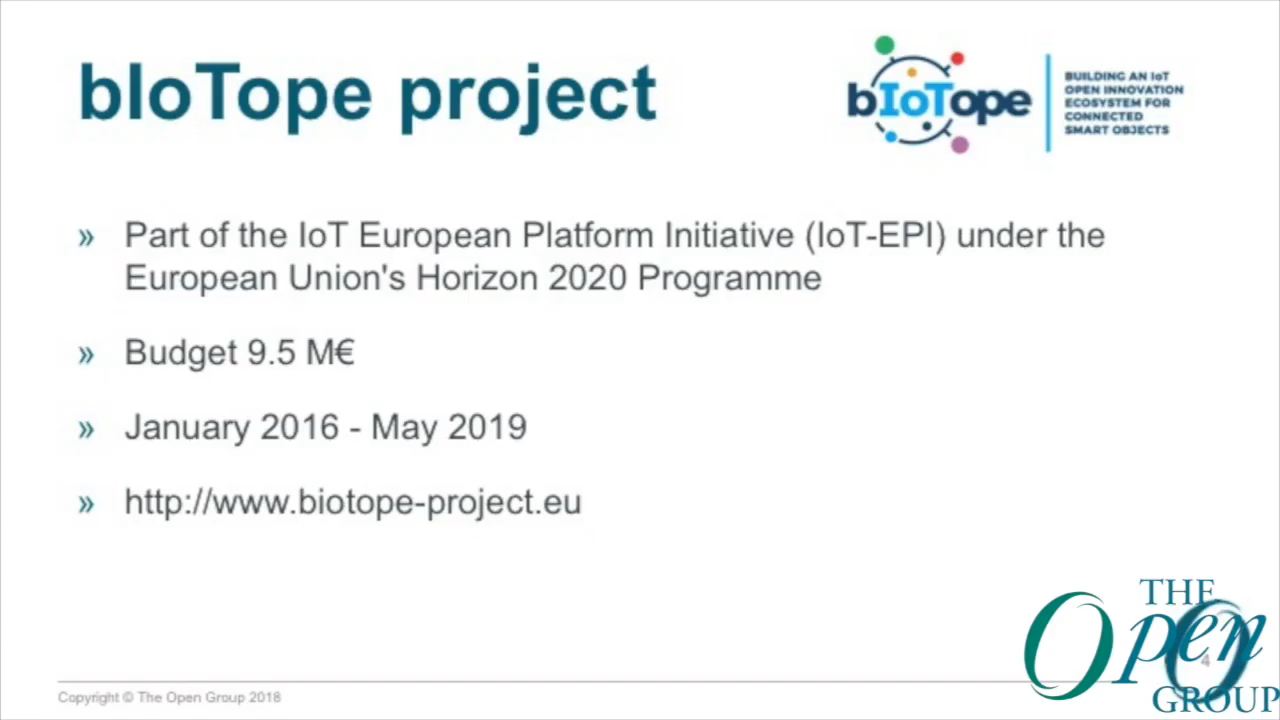 bIoTope project
bIoTope
BUILDING AN IoT
OPEN INNOVATION
ECOSYSTEM FOR
CONNECTED
SMART OBJECTS
» Part of the IoT European Platform Initiative (IoT-EPI) under the
European Union's Horizon 2020 Programme
» Budget 9.5 M€
» January 2016 - May 2019
» http://www.biotope-project.eu
THE
Open
GROUP
4
Copyright © The Open Group 2018